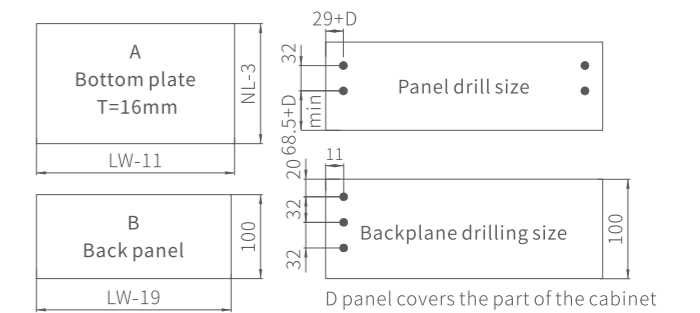 A
Bottom plate
T=16mm
NL-3
LW-11
29+D
32
68.5+D
min
Panel drill size
B
Back panel
100
LW-19
11
20
32
32
Backplane drilling size
100
D panel covers the part of the cabinet